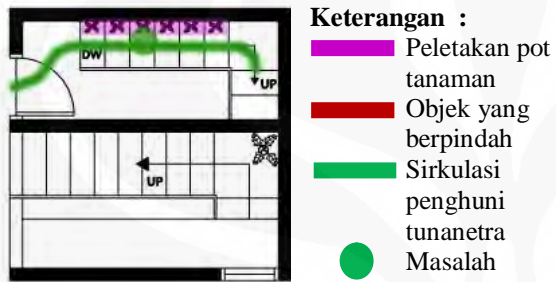 DW
UP
UP
Keterangan :
Peletakan pot
tanaman
Objek yang
berpindah
Sirkulasi
penghuni
tunanetra
Masalah